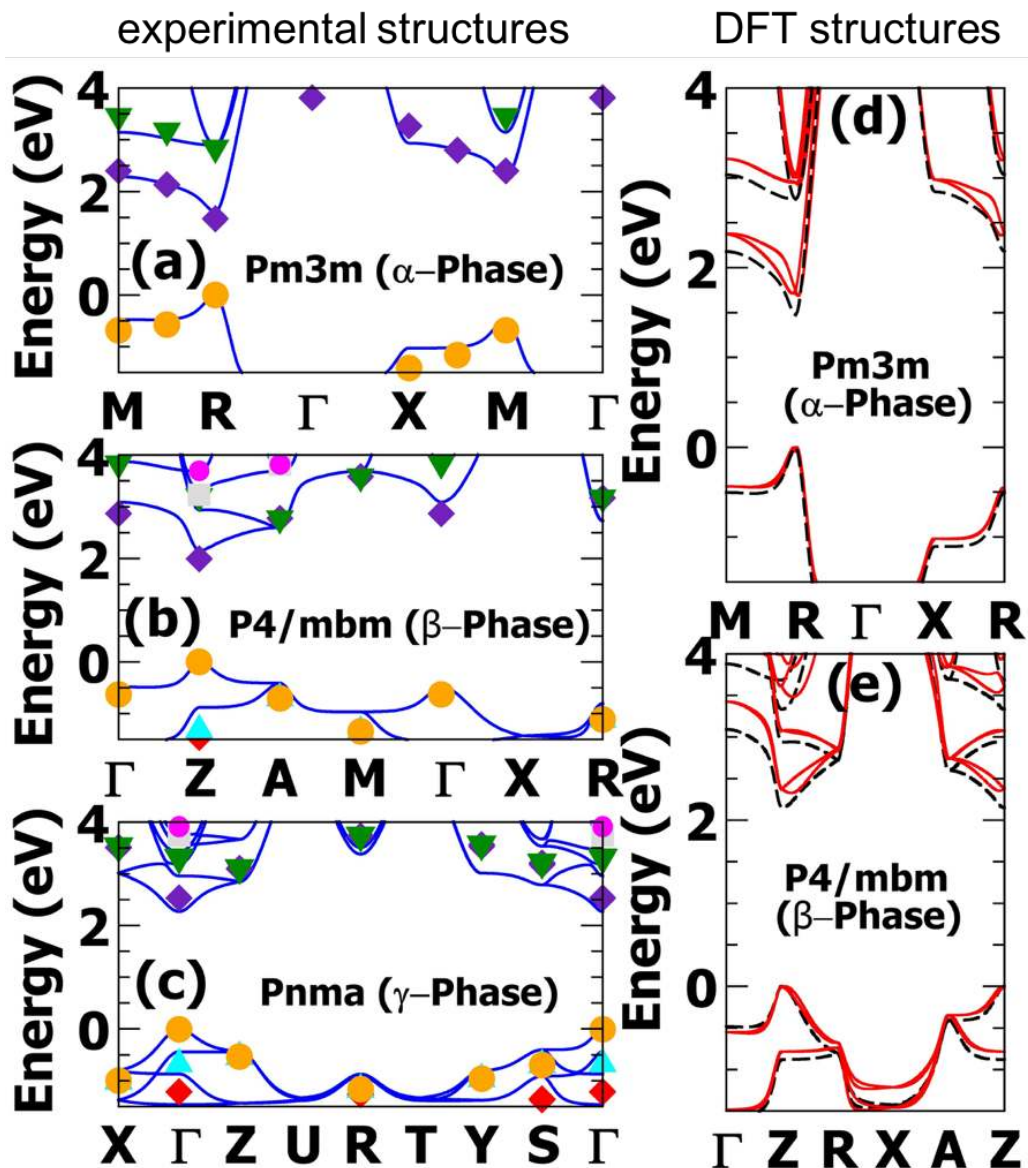 experimental structures
DFT structures
Energy (eV)
4
2
0
(a)
Pm3m (α–Phase)
M R Γ X M Γ
Energy (eV)
4
2
0
(b)
P4/mbm (β–Phase)
Γ Z A M Γ X R
Energy (eV)
4
2
0
(c)
Pnma (γ–Phase)
X Γ Z U R T Y S Γ
Energy (eV)
4
2
0
(d)
Pm3m
(α–Phase)
M R Γ X R
Energy (eV)
4
2
0
(e)
P4/mbm
(β–Phase)
Γ Z R X A Z